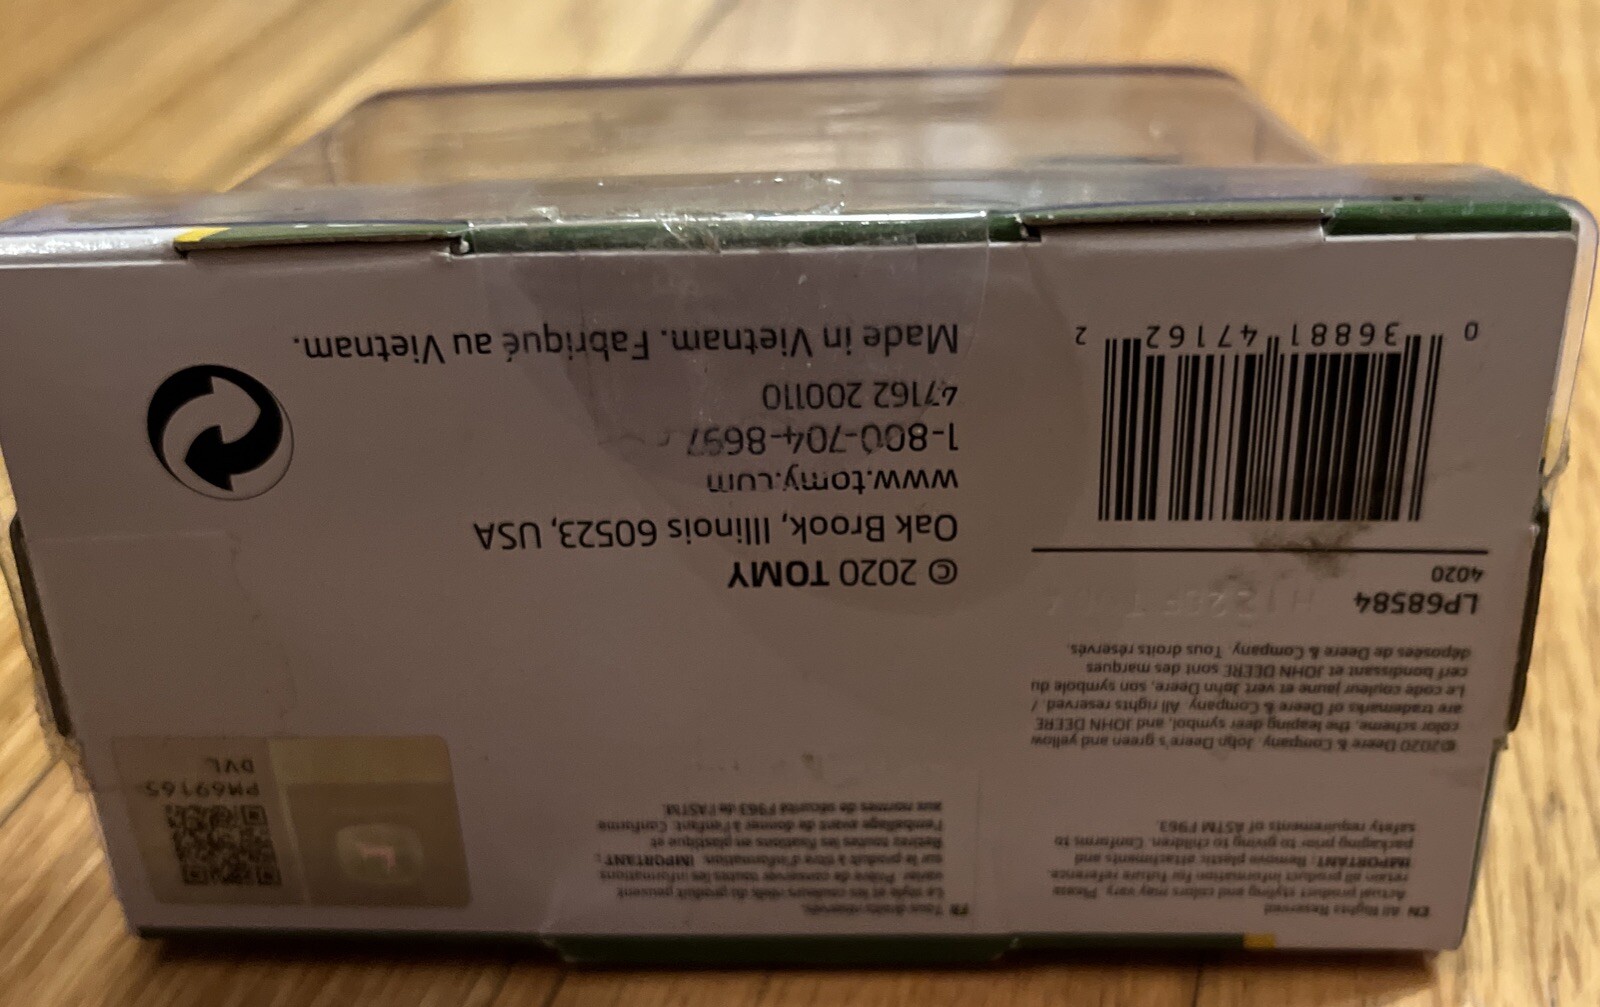 EN All Rights Reserved
Actual product styling and colors may vary. Please
retain all product information for future reference.
IMPORTANT: Remove plastic attachments and
packaging prior to giving to children. Conforms to
safety requirements of ASTM F963.
FR Tous droits réservés.
Le style et les couleurs réels du produit peuvent
varier. Prière de conserver toutes les informations
sur le produit à titre d'information. IMPORTANT :
Retirez toutes les fixations en plastique et
l'emballage avant de donner à l'enfant. Conforme
aux normes de sécurité F963 de l'ASTM.
©2020 Deere & Company. John Deere's green and yellow
color scheme, the leaping deer symbol, and JOHN DEERE
are trademarks of Deere & Company. All rights reserved. /
Le code couleur jaune et vert John Deere, son symbole du
cerf bondissant et JOHN DEERE sont des marques
déposées de Deere & Company. Tous droits réservés.
LP68584
4020
0 36881 47162 2
© 2020 TOMY
Oak Brook, Illinois 60523, USA
www.tomy.com
1-800-704-8697
47162 200110
Made in Vietnam. Fabriqué au Vietnam.
PM69165
DVL